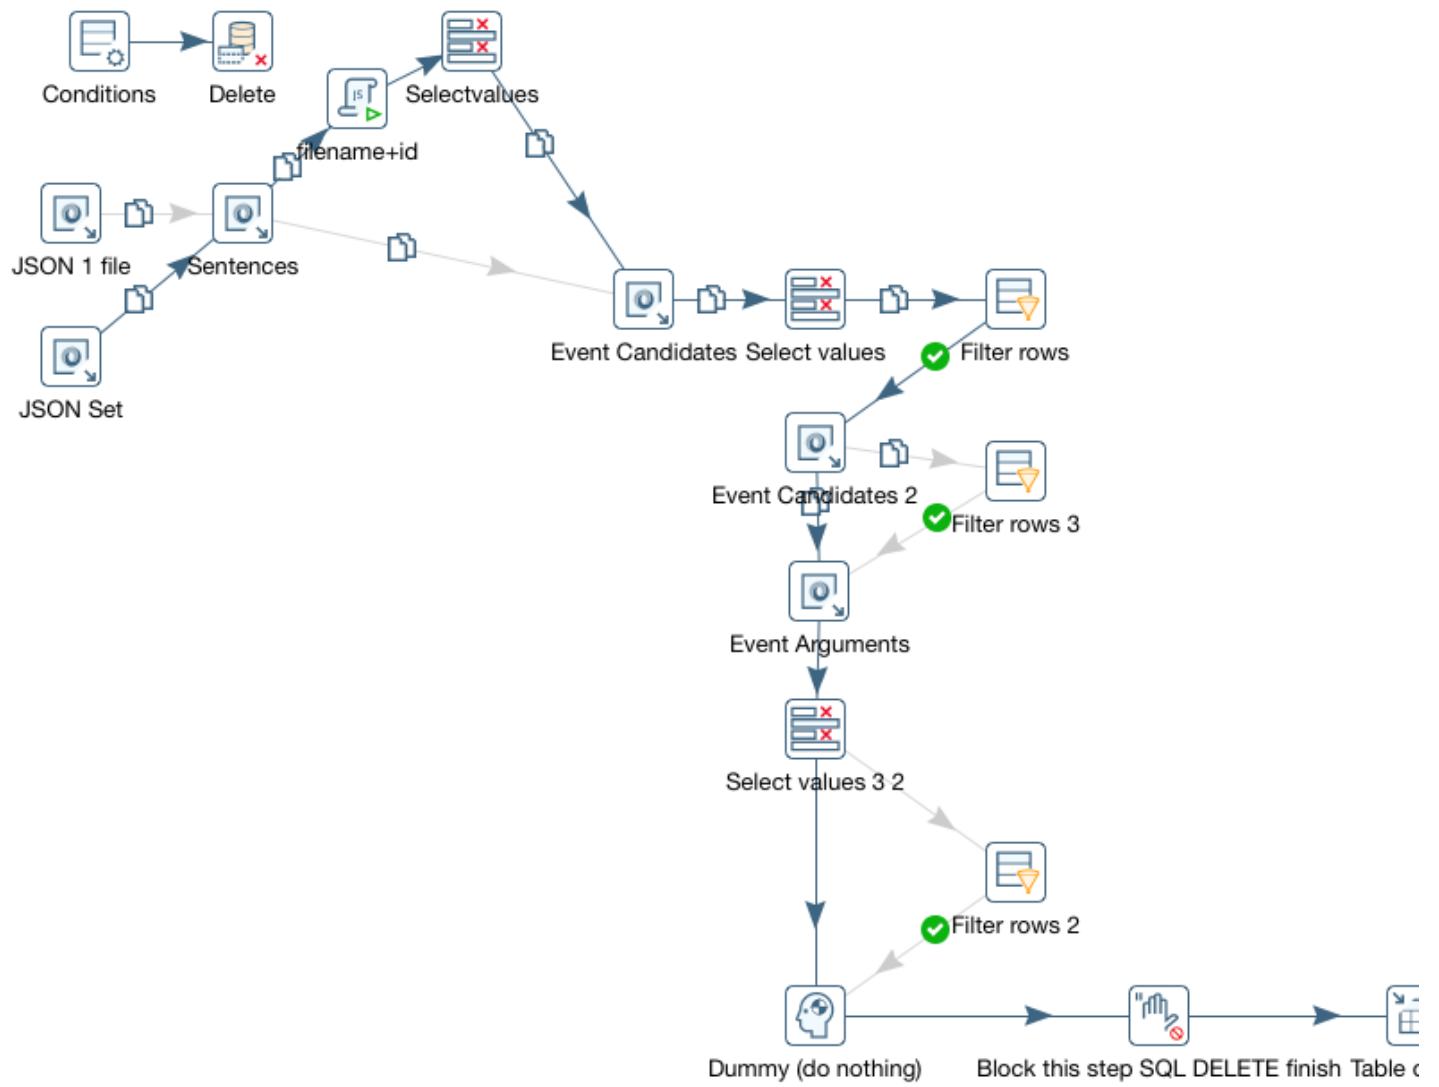 Conditions
Delete
Selectvalues
filename+id
JSON 1 file
Sentences
Event Candidates
Select values
Filter rows
JSON Set
Event Candidates 2
Filter rows 3
Event Arguments
Select values 3 2
Filter rows 2
Dummy (do nothing)
Block this step SQL DELETE finish
Table